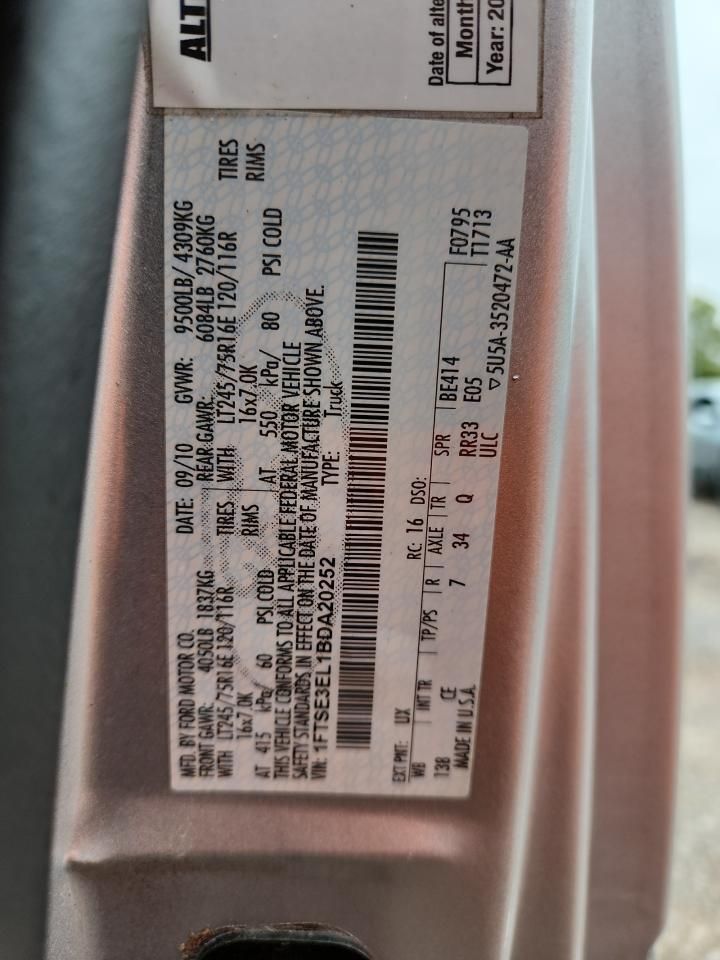 ALT
Date of alte
Month
Year: 20
MFD. BY FORD MOTOR CO. DATE: 09/10 GVWR: 9500LB/ 4309KG
FRONT GAWR: 4050LB 1837KG REAR GAWR: 6084LB 2760KG
WITH LT245/75R16E 120/116R TIRES WITH LT245/75R16E 120/116R TIRES
16x7.0K RIMS 16x7.0K RIMS
AT 415 kPa/ 60 PSI COLD AT 550 kPa/ 80 PSI COLD
THIS VEHICLE CONFORMS TO ALL APPLICABLE FEDERAL MOTOR VEHICLE
SAFETY STANDARDS IN EFFECT ON THE DATE OF MANUFACTURE SHOWN ABOVE.
VIN: 1FTSE3EL1BDA20252 TYPE: Truck
EXT PNT: UX RC: 16 DSO:
WB INT TR TP/PS R AXLE TR SPR BE414 F0795
138 CE 7 34 Q RR33 E05 T1713
MADE IN U.S.A. ULC ▽5U5A-3520472-AA